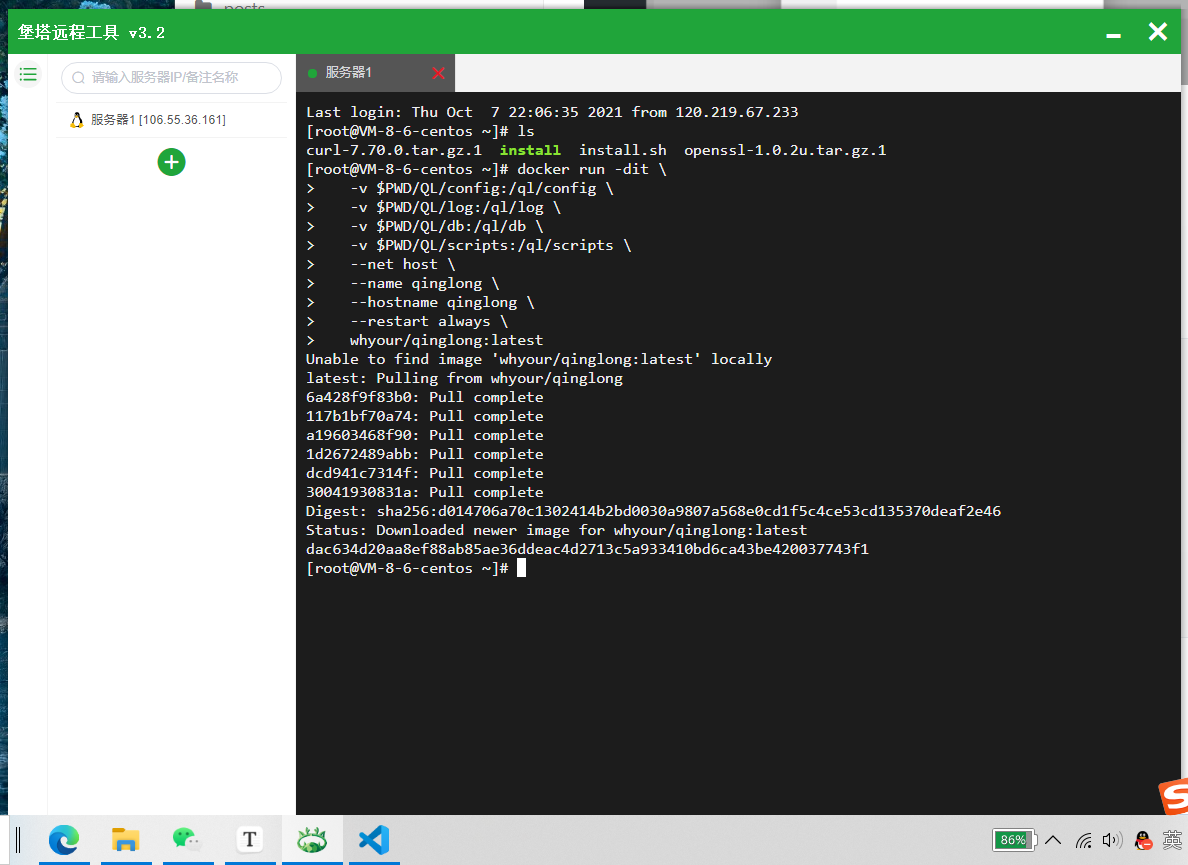 posts
堡塔远程工具 v3.2
请输入服务器IP/备注名称
服务器1 [106.55.36.161]
服务器1
Last login: Thu Oct  7 22:06:35 2021 from 120.219.67.233
[root@VM-8-6-centos ~]# ls
curl-7.70.0.tar.gz.1  install  install.sh  openssl-1.0.2u.tar.gz.1
[root@VM-8-6-centos ~]# docker run -dit \
>    -v $PWD/QL/config:/ql/config \
>    -v $PWD/QL/log:/ql/log \
>    -v $PWD/QL/db:/ql/db \
>    -v $PWD/QL/scripts:/ql/scripts \
>    --net host \
>    --name qinglong \
>    --hostname qinglong \
>    --restart always \
>    whyour/qinglong:latest
Unable to find image 'whyour/qinglong:latest' locally
latest: Pulling from whyour/qinglong
6a428f9f83b0: Pull complete
117b1bf70a74: Pull complete
a19603468f90: Pull complete
1d2672489abb: Pull complete
dcd941c7314f: Pull complete
30041930831a: Pull complete
Digest: sha256:d014706a70c1302414b2bd0030a9807a568e0cd1f5c4ce53cd135370deaf2e46
Status: Downloaded newer image for whyour/qinglong:latest
dac634d20aa8ef88ab85ae36ddeac4d2713c5a933410bd6ca43be420037743f1
[root@VM-8-6-centos ~]#
T
86%
英